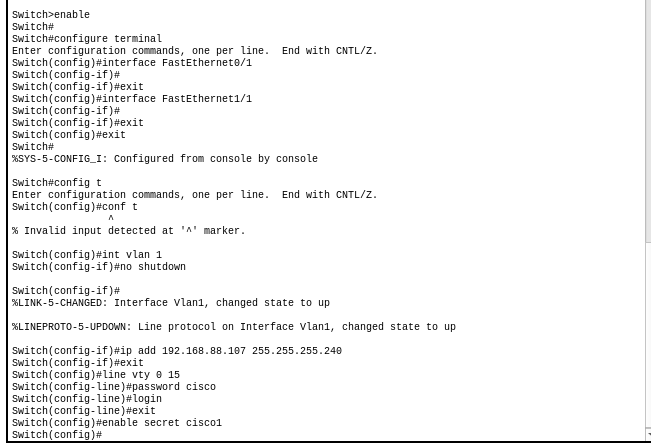 Switch>enable
Switch#
Switch#configure terminal
Enter configuration commands, one per line.  End with CNTL/Z.
Switch(config)#interface FastEthernet0/1
Switch(config-if)#
Switch(config-if)#exit
Switch(config)#interface FastEthernet1/1
Switch(config-if)#
Switch(config-if)#exit
Switch(config)#exit
Switch#
%SYS-5-CONFIG_I: Configured from console by console
Switch#config t
Enter configuration commands, one per line.  End with CNTL/Z.
Switch(config)#conf t
^
% Invalid input detected at '^' marker.
Switch(config)#int vlan 1
Switch(config-if)#no shutdown
Switch(config-if)#
%LINK-5-CHANGED: Interface Vlan1, changed state to up
%LINEPROTO-5-UPDOWN: Line protocol on Interface Vlan1, changed state to up
Switch(config-if)#ip add 192.168.88.107 255.255.255.240
Switch(config-if)#exit
Switch(config)#line vty 0 15
Switch(config-line)#password cisco
Switch(config-line)#login
Switch(config-line)#exit
Switch(config)#enable secret cisco1
Switch(config)#